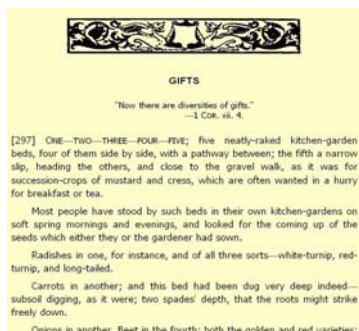 GIFTS
"Now there are diversities of gifts."
—1 COR. xii. 4.
[297] ONE—TWO—THREE—FOUR—FIVE; five neatly-raked kitchen-garden
beds, four of them side by side, with a pathway between; the fifth a narrow
slip, heading the others, and close to the gravel walk, as it was for
succession-crops of mustard and cress, which are often wanted in a hurry
for breakfast or tea.
Most people have stood by such beds in their own kitchen-gardens on
soft spring mornings and evenings, and looked for the coming up of the
seeds which either they or the gardener had sown.
Radishes in one, for instance, and of all three sorts—white-turnip, red-
turnip, and long-tailed.
Carrots in another; and this bed had been dug very deep indeed—
subsoil digging, as it were; two spades' depth, that the roots might strike
freely down.
Onions in another. Beet in the fourth; both the golden and red varieties;